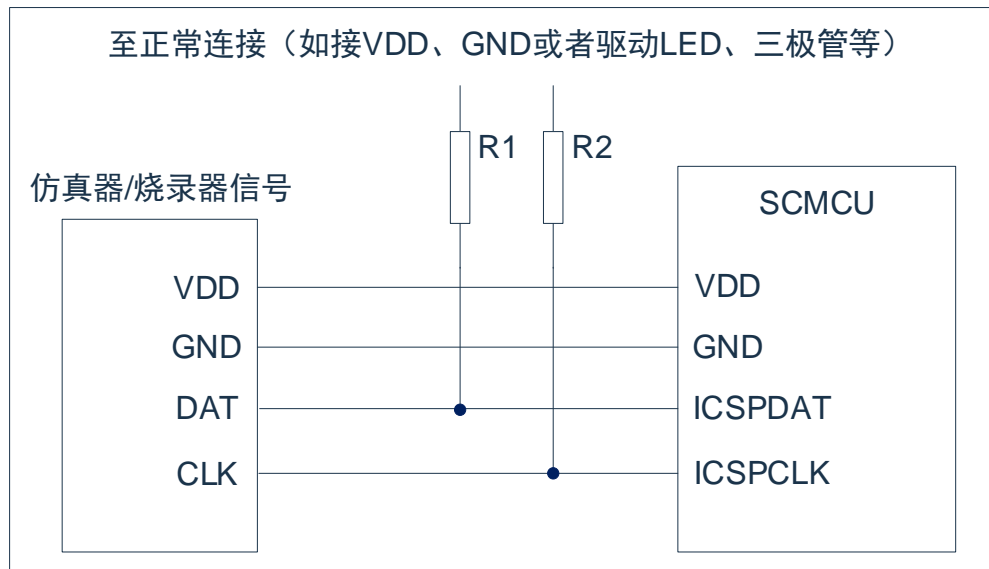 至正常连接（如接VDD、GND或者驱动LED、三极管等）
R1
R2
仿真器/烧录器信号
SCMCU
VDD
VDD
GND
GND
DAT
ICSPDAT
CLK
ICSPCLK